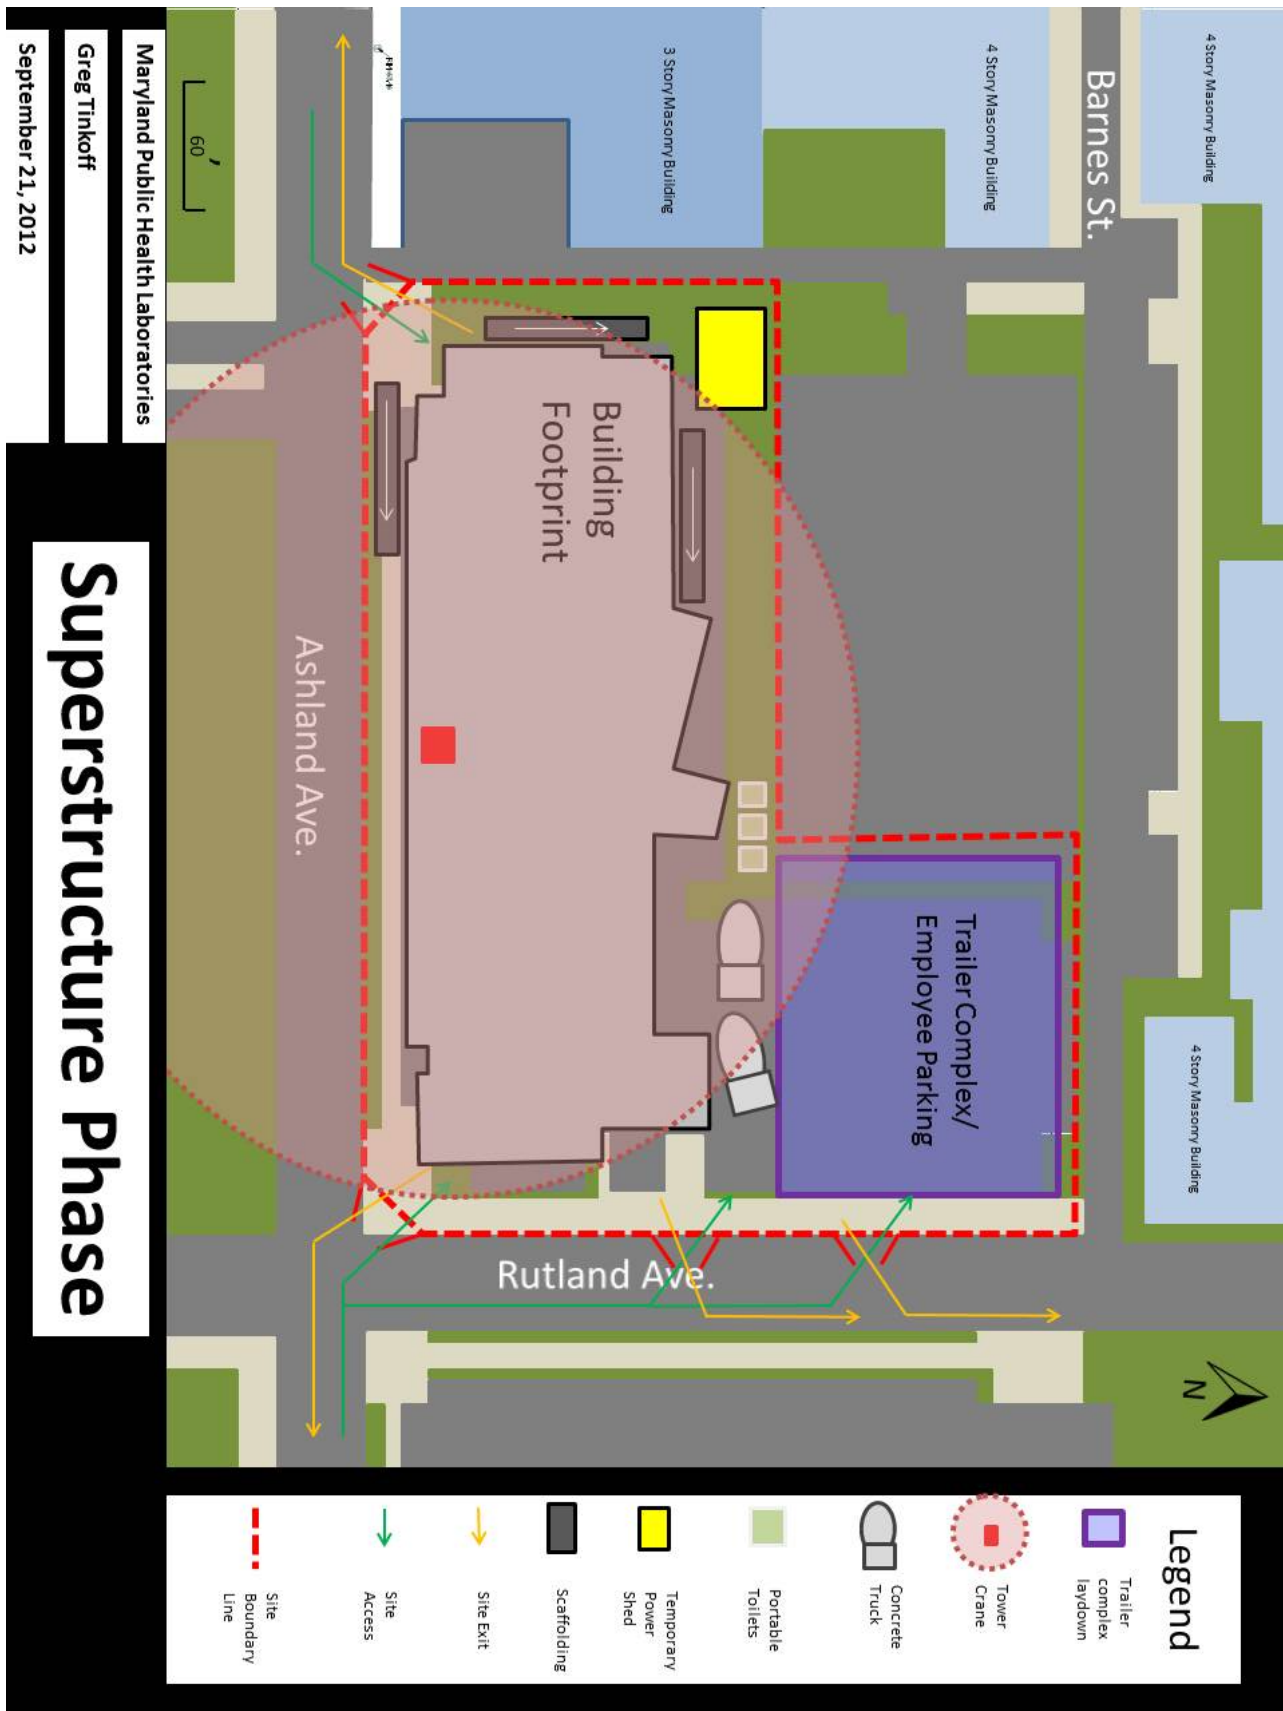 4 Story Masonry Building
Barnes St.
4 Story Masonry Building
3 Story Masonry Building
4 Story Masonry Building
Trailer Complex/
Employee Parking
Building
Footprint
Rutland Ave.
Ashland Ave.
N
60'
Legend
Trailer
complex
laydown
Tower
Crane
Concrete
Truck
Portable
Toilets
Temporary
Power
Shed
Scaffolding
Site Exit
Site
Access
Site
Boundary
Line
Maryland Public Health Laboratories
Greg Tinkoff
September 21, 2012
Superstructure Phase